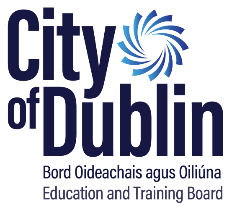 City
of Dublin
Bord Oideachais agus Oiliúna
Education and Training Board